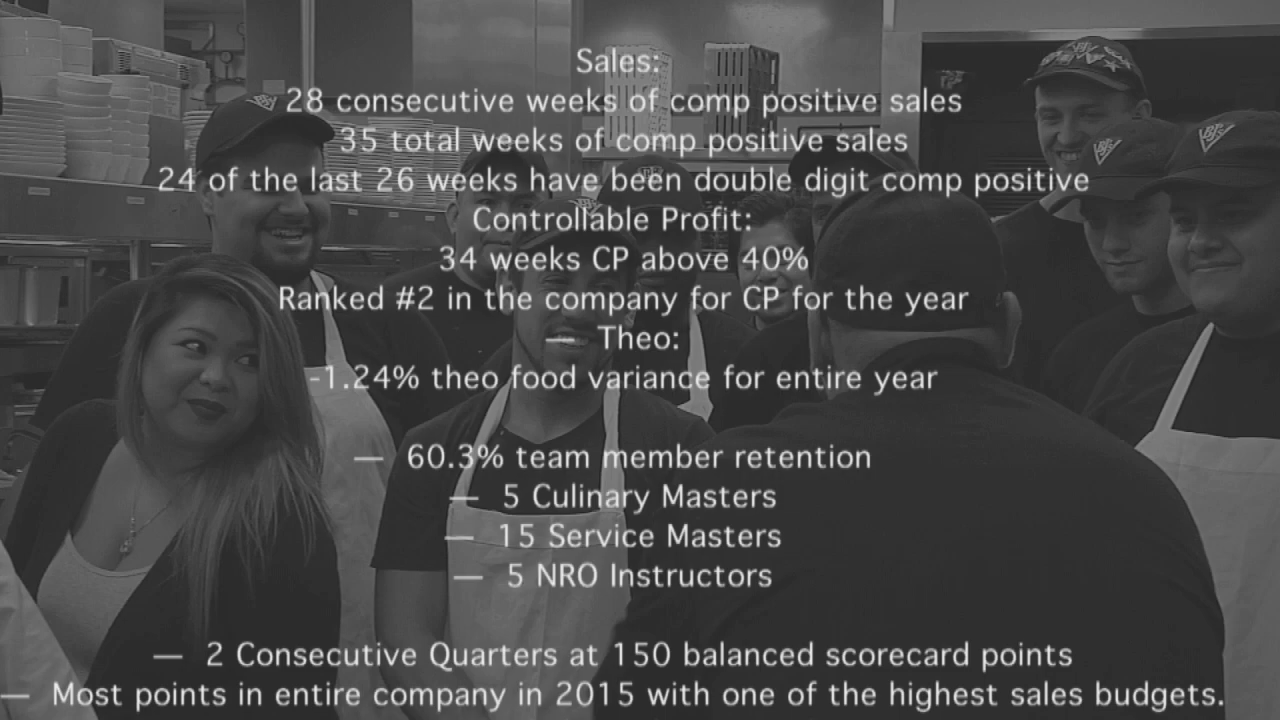 Sales:
28 consecutive weeks of comp positive sales
35 total weeks of comp positive sales
24 of the last 26 weeks have been double digit comp positive
Controllable Profit:
34 weeks CP above 40%
Ranked #2 in the company for CP for the year
— Theo:
-1.24% theo food variance for entire year
— 60.3% team member retention
— 5 Culinary Masters
— 15 Service Masters
— 5 NRO Instructors
— 2 Consecutive Quarters at 150 balanced scorecard points
— Most points in entire company in 2015 with one of the highest sales budgets.